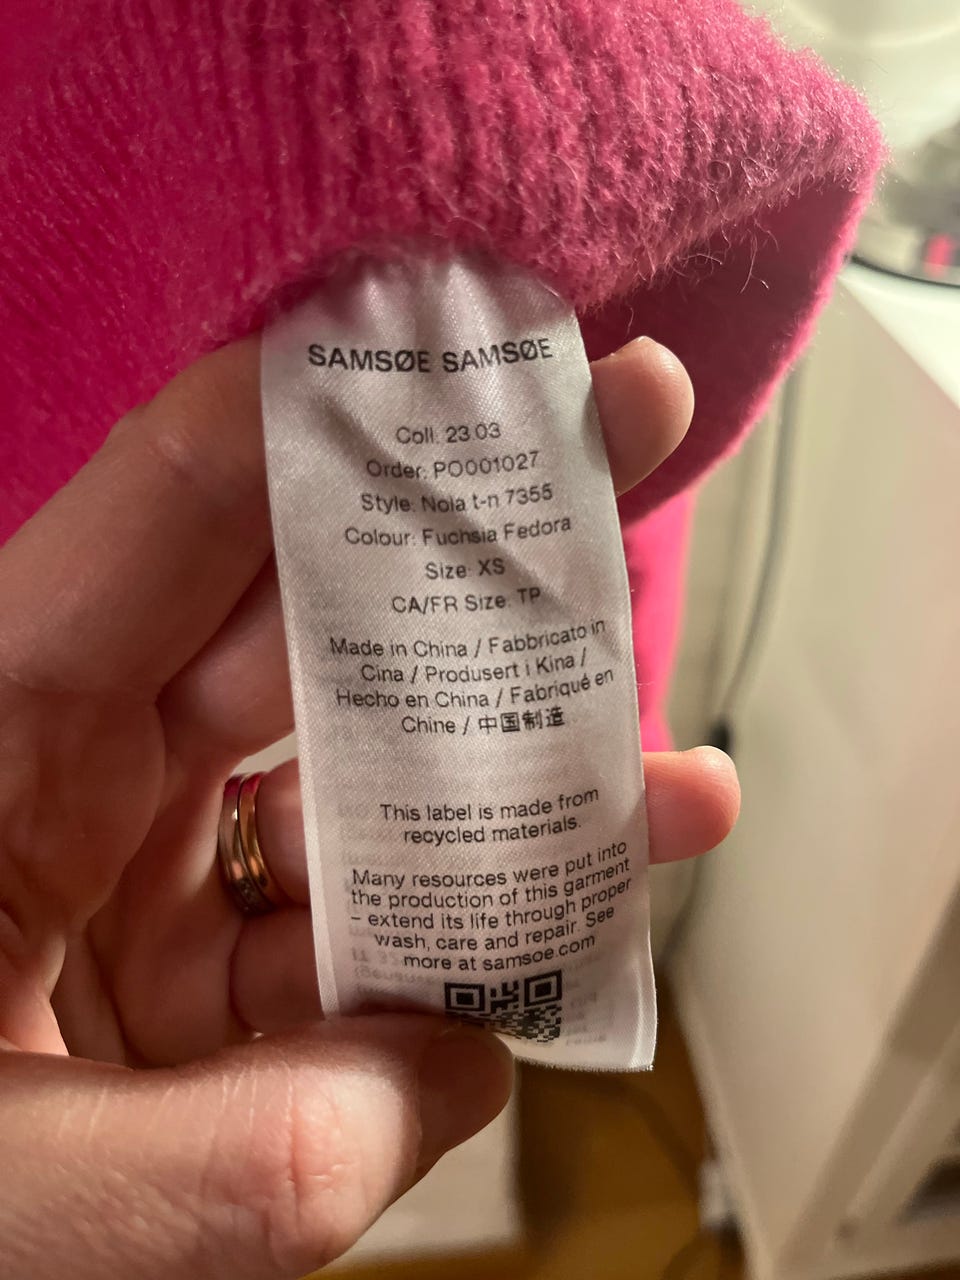 SAMSØE SAMSØE
Coll: 23.03
Order: PO001027
Style: Nola t-n 7355
Colour: Fuchsia Fedora
Size: XS
CA/FR Size: TP
Made in China / Fabbricato in
Cina / Produsert i Kina /
Hecho en China / Fabriqué en
Chine / 中国制造
This label is made from
recycled materials.
Many resources were put into
the production of this garment
– extend its life through proper
wash, care and repair. See
more at samsoe.com